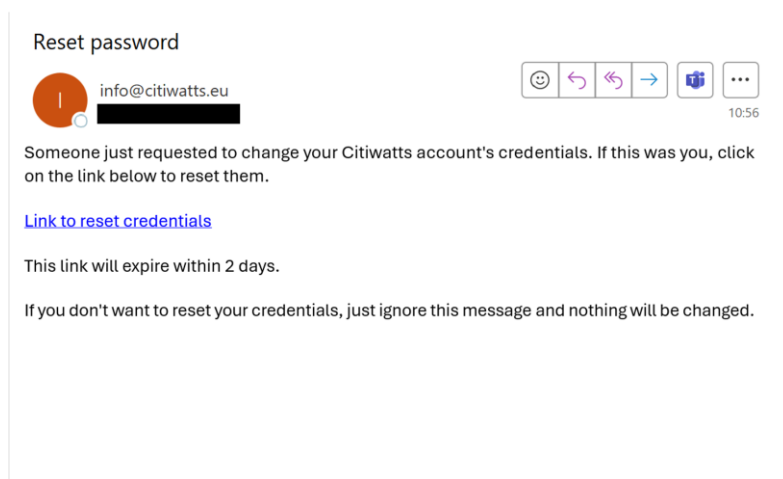 Reset password
I
info@citiwatts.eu
10:56
Someone just requested to change your Citiwatts account's credentials. If this was you, click
on the link below to reset them.
Link to reset credentials
This link will expire within 2 days.
If you don't want to reset your credentials, just ignore this message and nothing will be changed.